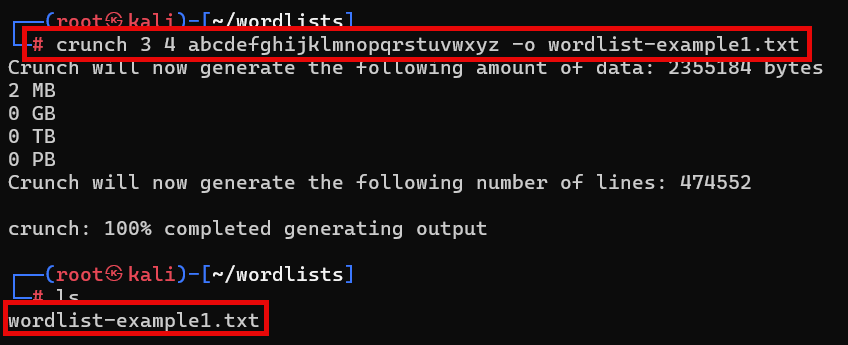 (root㉿kali)-[~/wordlists]
# crunch 3 4 abcdefghijklmnopqrstuvwxyz -o wordlist-example1.txt
Crunch will now generate the following amount of data: 2355184 bytes
2 MB
0 GB
0 TB
0 PB
Crunch will now generate the following number of lines: 474552
crunch: 100% completed generating output
(root㉿kali)-[~/wordlists]
# ls
wordlist-example1.txt